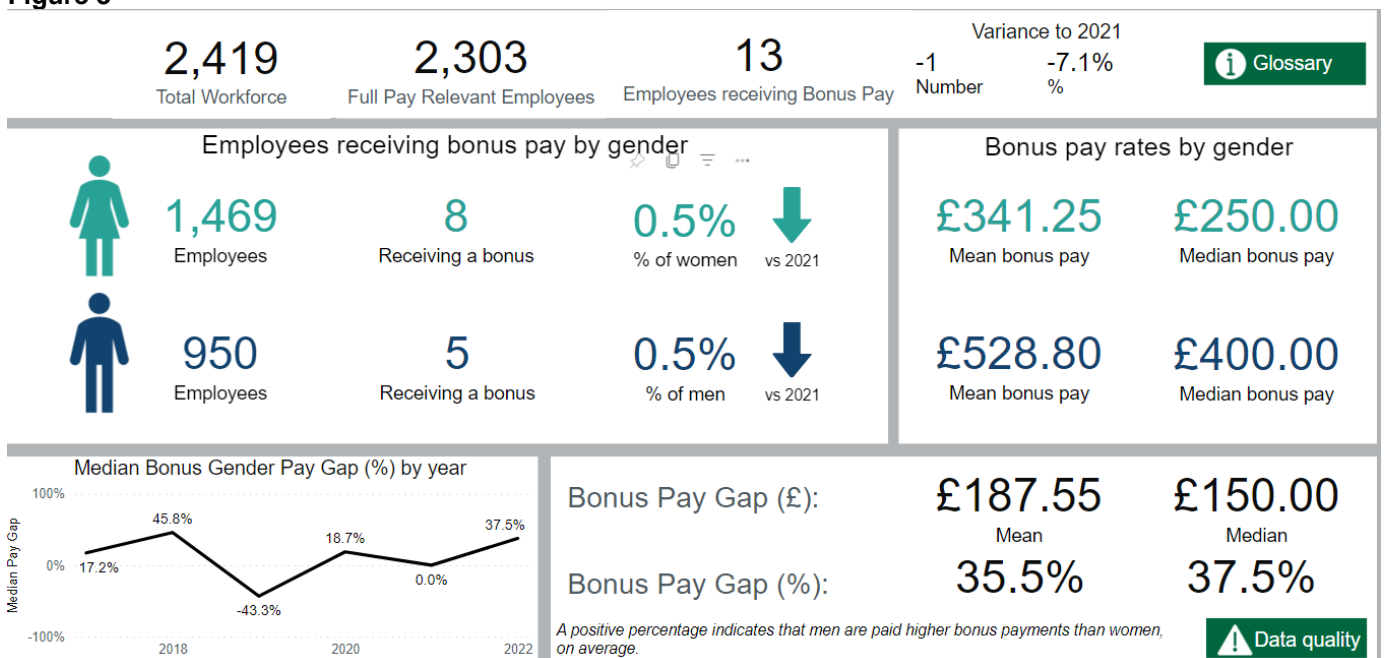 2,419
Total Workforce
2,303
Full Pay Relevant Employees
13
Employees receiving Bonus Pay
Variance to 2021
-1
Number
-7.1%
%
Glossary
Employees receiving bonus pay by gender
1,469
Employees
8
Receiving a bonus
0.5%
% of women
vs 2021
950
Employees
5
Receiving a bonus
0.5%
% of men
vs 2021
Bonus pay rates by gender
£341.25
Mean bonus pay
£250.00
Median bonus pay
£528.80
Mean bonus pay
£400.00
Median bonus pay
Median Bonus Gender Pay Gap (%) by year
Median Pay Gap
100%
0%
-100%
17.2%
45.8%
-43.3%
18.7%
0.0%
37.5%
2018
2020
2022
Bonus Pay Gap (£):
£187.55
Mean
£150.00
Median
Bonus Pay Gap (%):
35.5%
37.5%
A positive percentage indicates that men are paid higher bonus payments than women,
on average.
Data quality